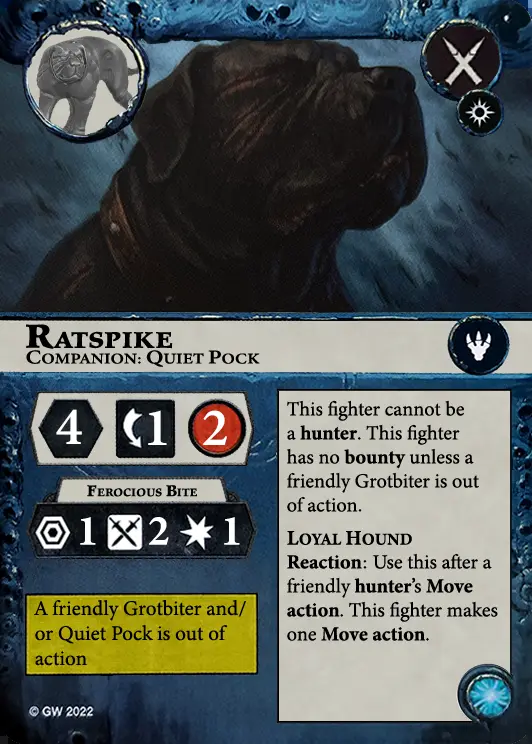 Ratspike
Companion: Quiet Pock
4 1 2
Ferocious Bite
1 2 1
A friendly Grotbiter and/
or Quiet Pock is out of
action
© GW 2022
This fighter cannot be
a hunter. This fighter
has no bounty unless a
friendly Grotbiter is out
of action.
Loyal Hound
Reaction: Use this after a
friendly hunter's Move
action. This fighter makes
one Move action.